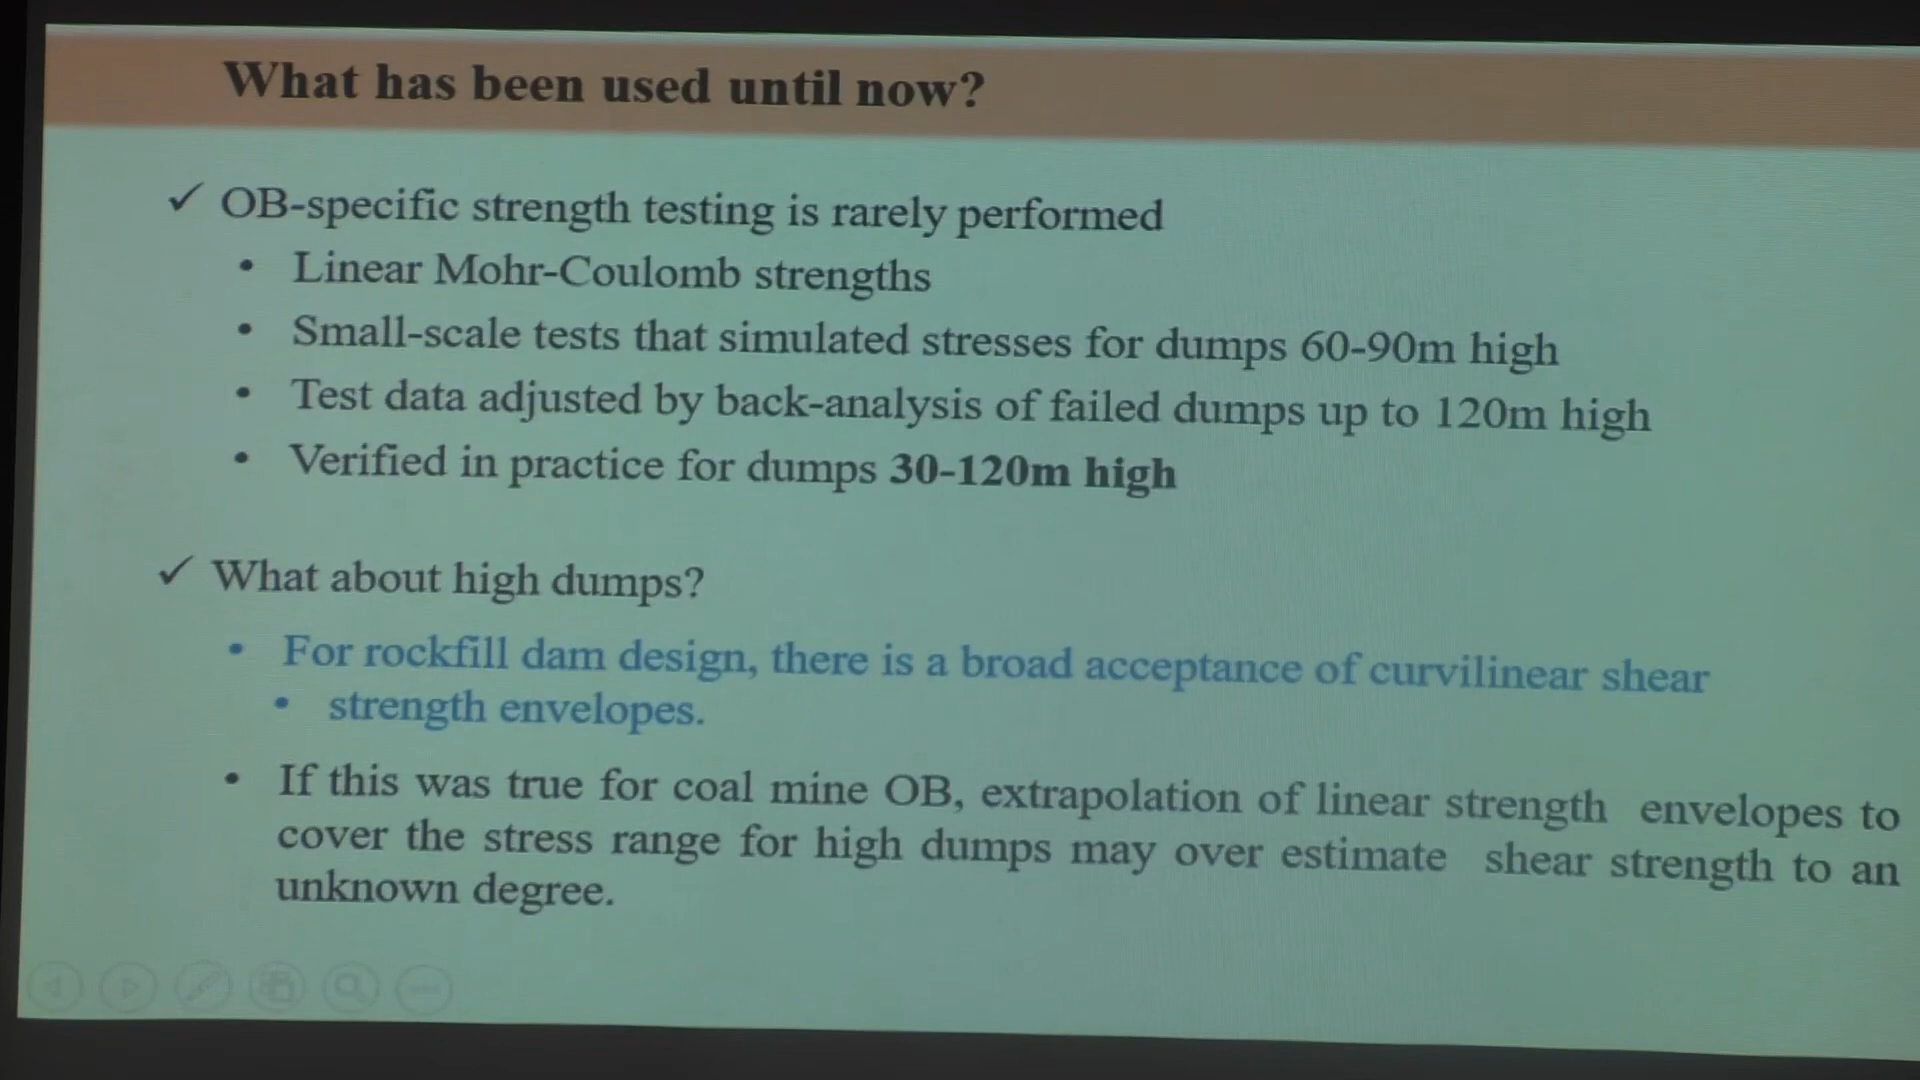 What has been used until now?
✓ OB-specific strength testing is rarely performed
• Linear Mohr-Coulomb strengths
• Small-scale tests that simulated stresses for dumps 60-90m high
• Test data adjusted by back-analysis of failed dumps up to 120m high
• Verified in practice for dumps 30-120m high
✓ What about high dumps?
• For rockfill dam design, there is a broad acceptance of curvilinear shear
• strength envelopes.
• If this was true for coal mine OB, extrapolation of linear strength envelopes to
cover the stress range for high dumps may over estimate shear strength to an
unknown degree.